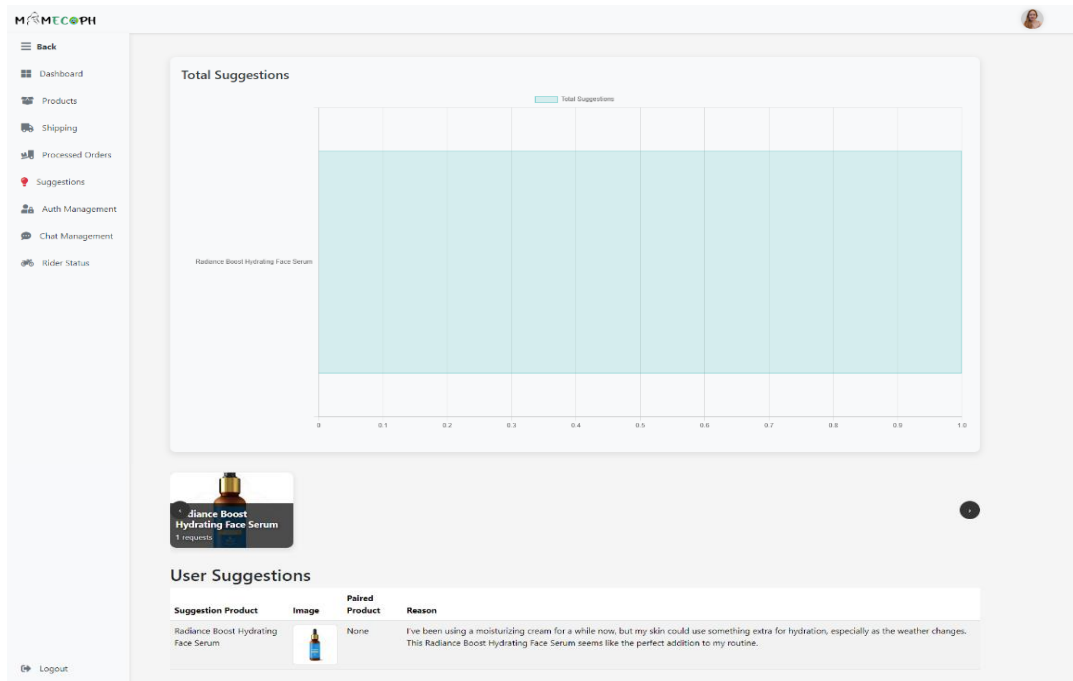 MAMECOPH
Back
Dashboard
Products
Shipping
Processed Orders
Suggestions
Auth Management
Chat Management
Rider Status
Logout
Total Suggestions
Total Suggestions
Radiance Boost Hydrating Face Serum
0 0.1 0.2 0.3 0.4 0.5 0.6 0.7 0.8 0.9 1.0
diance Boost
Hydrating Face Serum
1 requests
User Suggestions
Suggestion Product Image Paired Product Reason
Radiance Boost Hydrating
Face Serum
None
I've been using a moisturizing cream for a while now, but my skin could use something extra for hydration, especially as the weather changes.
This Radiance Boost Hydrating Face Serum seems like the perfect addition to my routine.